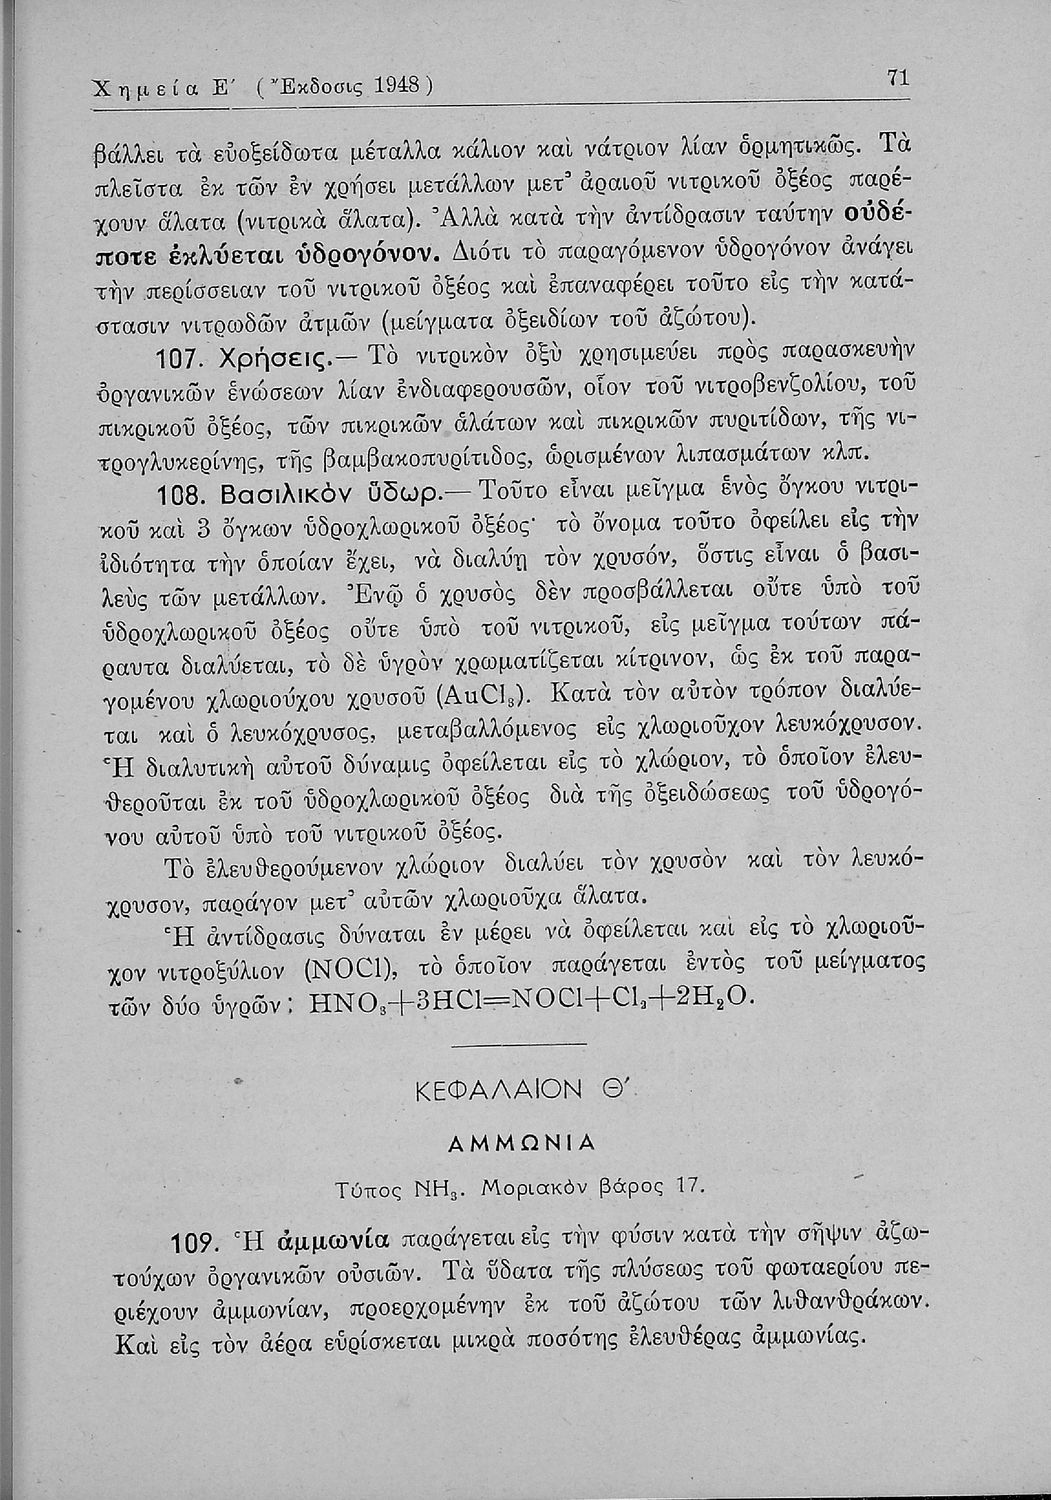 Χημεία Ε΄ (Ἔκδοσις 1948) 71
βάλλει τὰ εὐοξείδωτα μέταλλα κάλιον καὶ νάτριον λίαν ὁρμητικῶς. Τὰ
πλεῖστα ἐκ τῶν ἐν χρήσει μετάλλων μετ᾽ ἀραιοῦ νιτρικοῦ ὀξέος παρέ-
χουν ἅλατα (νιτρικὰ ἅλατα). Ἀλλὰ κατὰ τὴν ἀντίδρασιν ταύτην οὐδέ-
ποτε ἐκλύεται ὑδρογόνον. Διότι τὸ παραγόμενον ὑδρογόνον ἀνάγει
τὴν περίσσειαν τοῦ νιτρικοῦ ὀξέος καὶ ἐπαναφέρει τοῦτο εἰς τὴν κατά-
στασιν νιτρωδῶν ἀτμῶν (μείγματα ὀξειδίων τοῦ ἀζώτου).
107. Χρήσεις.— Τὸ νιτρικὸν ὀξὺ χρησιμεύει πρὸς παρασκευὴν
ὀργανικῶν ἑνώσεων λίαν ἐνδιαφερουσῶν, οἷον τοῦ νιτροβενζολίου, τοῦ
πικρικοῦ ὀξέος, τῶν πικρικῶν ἁλάτων καὶ πικρικῶν πυριτίδων, τῆς νι-
τρογλυκερίνης, τῆς βαμβακοπυρίτιδος, ὡρισμένων λιπασμάτων κλπ.
108. Βασιλικὸν ὕδωρ.— Τοῦτο εἶναι μεῖγμα ἑνὸς ὄγκου νιτρι-
κοῦ καὶ 3 ὄγκων ὑδροχλωρικοῦ ὀξέος· τὸ ὄνομα τοῦτο ὀφείλει εἰς τὴν
ἰδιότητα τὴν ὁποίαν ἔχει, νὰ διαλύῃ τὸν χρυσόν, ὅστις εἶναι ὁ βασι-
λεὺς τῶν μετάλλων. Ἐνῷ ὁ χρυσὸς δὲν προσβάλλεται οὔτε ὑπὸ τοῦ
ὑδροχλωρικοῦ ὀξέος οὔτε ὑπὸ τοῦ νιτρικοῦ, εἰς μεῖγμα τούτων πά-
ραυτα διαλύεται, τὸ δὲ ὑγρὸν χρωματίζεται κίτρινον, ὡς ἐκ τοῦ παρα-
γομένου χλωριούχου χρυσοῦ (AuCl₃). Κατὰ τὸν αὐτὸν τρόπον διαλύε-
ται καὶ ὁ λευκόχρυσος, μεταβαλλόμενος εἰς χλωριοῦχον λευκόχρυσον.
Ἡ διαλυτικὴ αὐτοῦ δύναμις ὀφείλεται εἰς τὸ χλώριον, τὸ ὁποῖον ἐλευ-
θεροῦται ἐκ τοῦ ὑδροχλωρικοῦ ὀξέος διὰ τῆς ὀξειδώσεως τοῦ ὑδρογό-
νου αὐτοῦ ὑπὸ τοῦ νιτρικοῦ ὀξέος.
Τὸ ἐλευθερούμενον χλώριον διαλύει τὸν χρυσὸν καὶ τὸν λευκό-
χρυσον, παράγον μετ᾽ αὐτῶν χλωριοῦχα ἅλατα.
Ἡ ἀντίδρασις δύναται ἐν μέρει νὰ ὀφείλεται καὶ εἰς τὸ χλωριοῦ-
χον νιτροξύλιον (NOCl), τὸ ὁποῖον παράγεται ἐντὸς τοῦ μείγματος
τῶν δύο ὑγρῶν: HNO₃+3HCl=NOCl+Cl₂+2H₂O.
ΚΕΦΑΛΑΙΟΝ Θ΄
ΑΜΜΩΝΙΑ
Τύπος NH₃. Μοριακὸν βάρος 17.
109. Ἡ ἀμμωνία παράγεται εἰς τὴν φύσιν κατὰ τὴν σῆψιν ἀζω-
τούχων ὀργανικῶν οὐσιῶν. Τὰ ὕδατα τῆς πλύσεως τοῦ φωταερίου πε-
ριέχουν ἀμμωνίαν, προερχομένην ἐκ τοῦ ἀζώτου τῶν λιθανθράκων.
Καὶ εἰς τὸν ἀέρα εὑρίσκεται μικρὰ ποσότης ἐλευθέρας ἀμμωνίας.